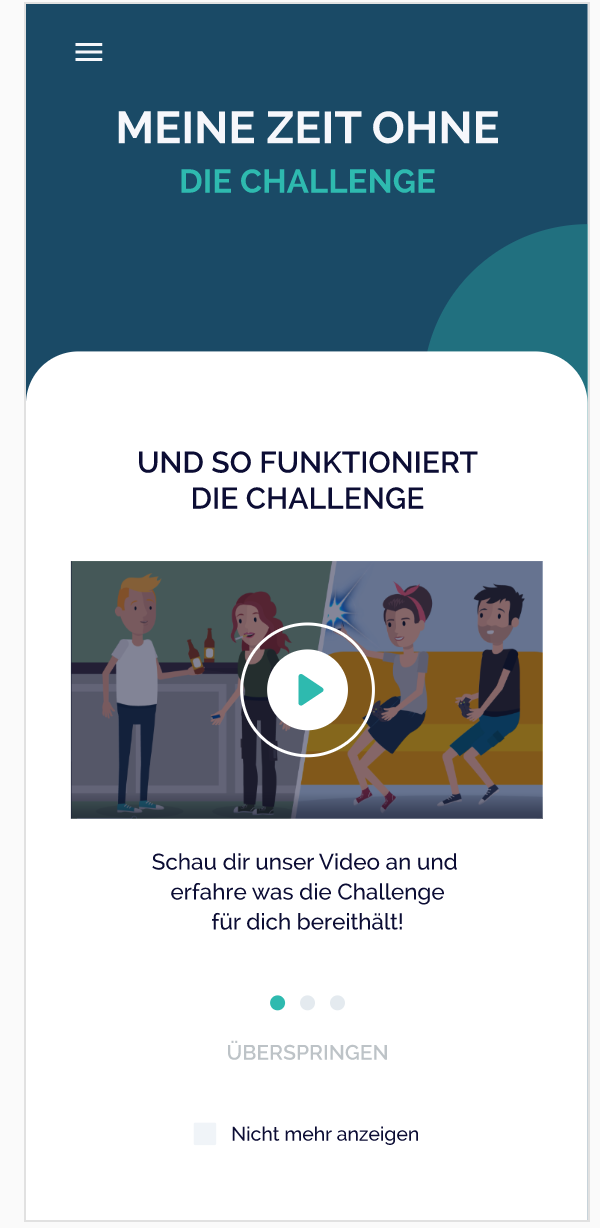 MEINE ZEIT OHNE
DIE CHALLENGE
UND SO FUNKTIONIERT
DIE CHALLENGE
Schau dir unser Video an und
erfahre was die Challenge
für dich bereithält!
ÜBERSPRINGEN
Nicht mehr anzeigen